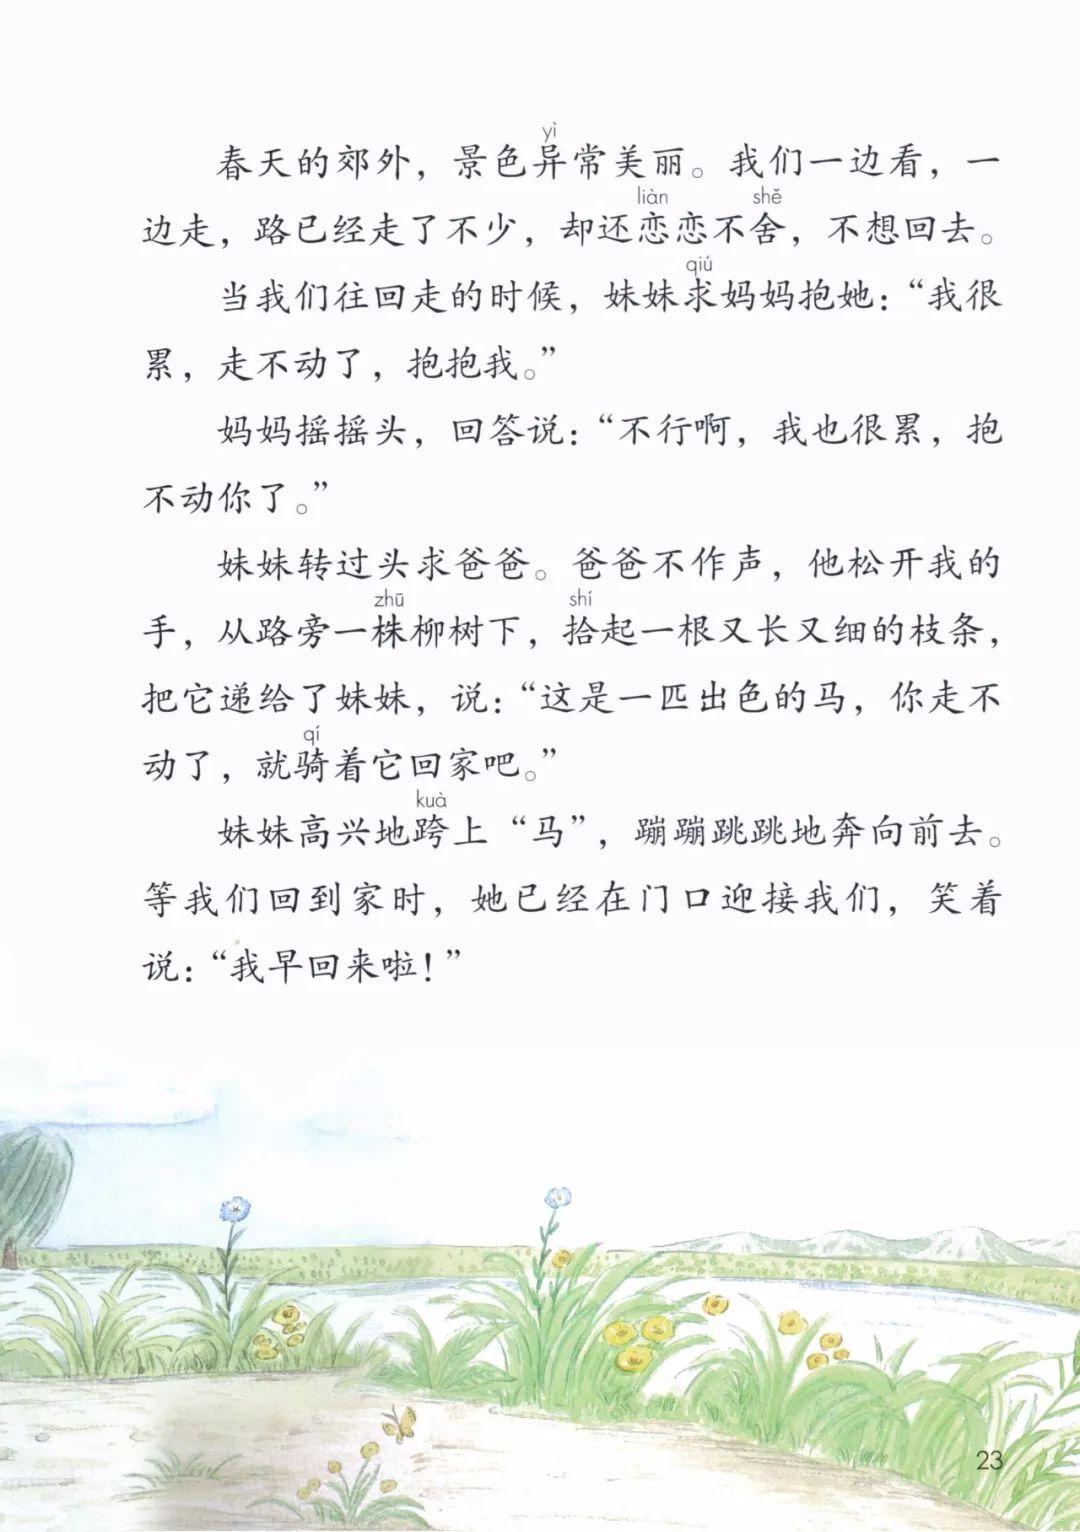 yì
春天的郊外，景色异常美丽。我们一边看，一
liàn shě
边走，路已经走了不少，却还恋恋不舍，不想回去。
qiú
当我们往回走的时候，妹妹求妈妈抱她：“我很
累，走不动了，抱抱我。”
妈妈摇摇头，回答说：“不行啊，我也很累，抱
不动你了。”
妹妹转过头求爸爸。爸爸不作声，他松开我的
zhū shí
手，从路旁一株柳树下，拾起一根又长又细的枝条，
把它递给了妹妹，说：“这是一匹出色的马，你走不
qí
动了，就骑着它回家吧。”
kuà
妹妹高兴地跨上“马”，蹦蹦跳跳地奔向前去。
等我们回到家时，她已经在门口迎接我们，笑着
说：“我早回来啦！”
23